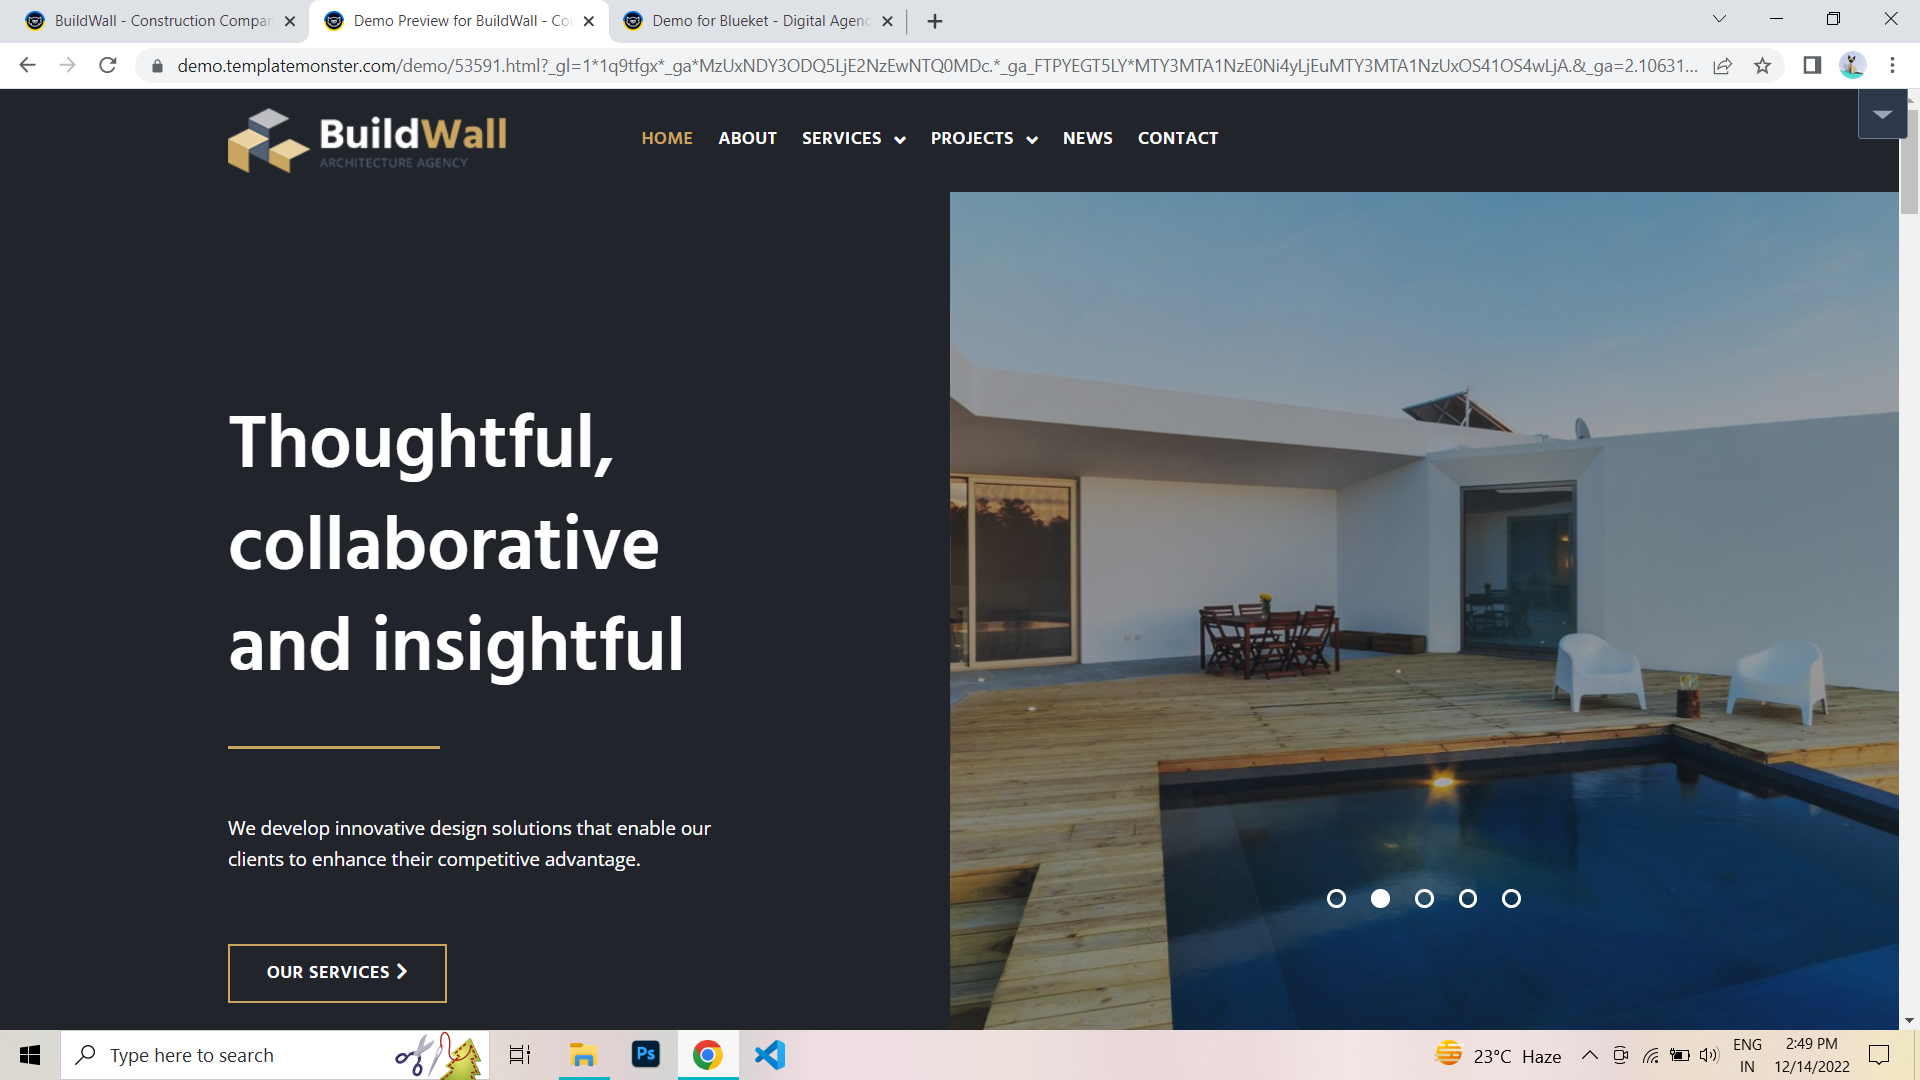 BuildWall - Construction Compan
Demo Preview for BuildWall - Co
Demo for Blueket - Digital Agenc
demo.templatemonster.com/demo/53591.html?_gl=1*1q9tfgx*_ga*MzUxNDY3ODQ5LjE2NzEwNTQ0MDc.*_ga_FTPYEGT5LY*MTY3MTA1NzE0Ni4yLjEuMTY3MTA1NzUxOS41OS4wLjA.&_ga=2.10631...
BuildWall
ARCHITECTURE AGENCY
HOME ABOUT SERVICES PROJECTS NEWS CONTACT
Thoughtful,
collaborative
and insightful
We develop innovative design solutions that enable our
clients to enhance their competitive advantage.
OUR SERVICES
Type here to search
Ps
23°C Haze
ENG
IN
2:49 PM
12/14/2022